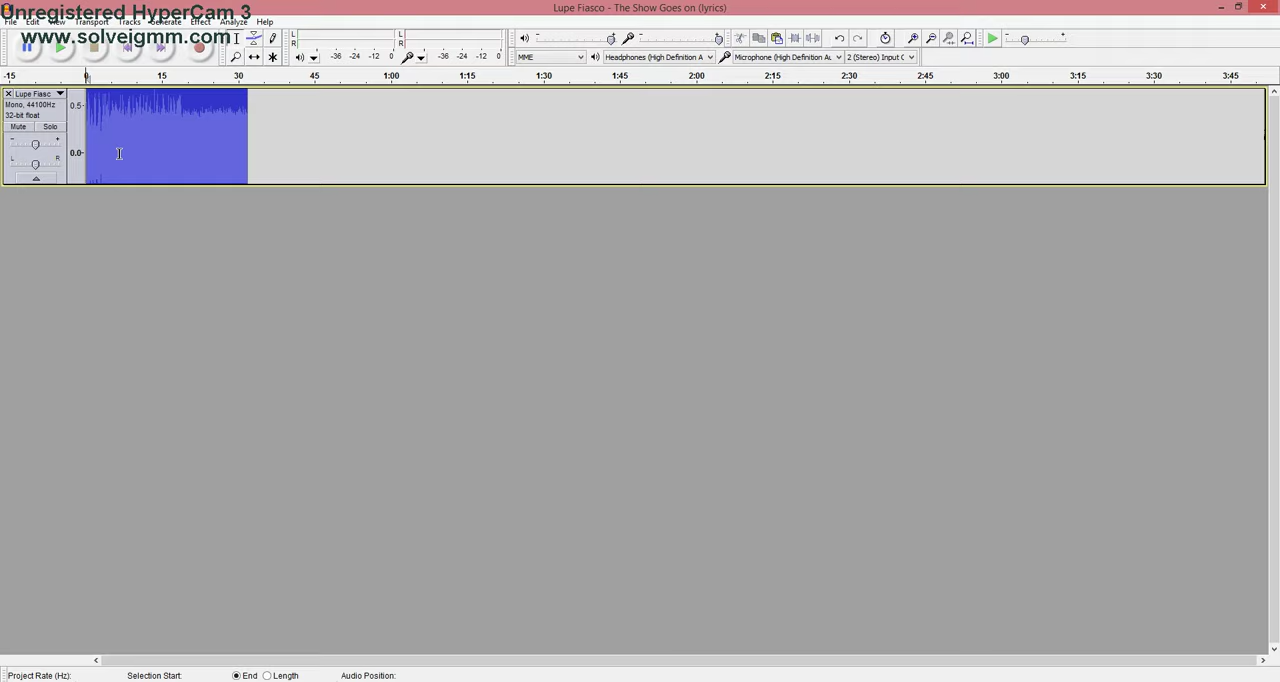 Lupe Fiasco - The Show Goes on (lyrics)
Unregistered HyperCam 3
File Edit View Transport Tracks Generate Effect Analyze Help
www.solveigmm.com
L
R
-36 -24 -12 0
L
R
-36 -24 -12 0
MME
Headphones (High Definition A
Microphone (High Definition Au
2 (Stereo) Input C
-15 0 15 30 45 1:00 1:15 1:30 1:45 2:00 2:15 2:30 2:45 3:00 3:15 3:30 3:45
Lupe Fiasc
Mono, 44100Hz
32-bit float
Mute Solo
- +
L R
0.5-
0.0-
Project Rate (Hz): Selection Start: End Length Audio Position: